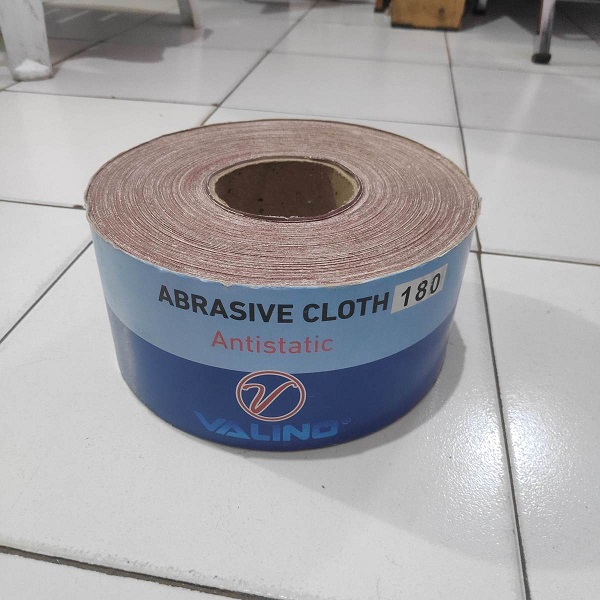 ABRASIVE CLOTH 180
Antistatic
VALINO